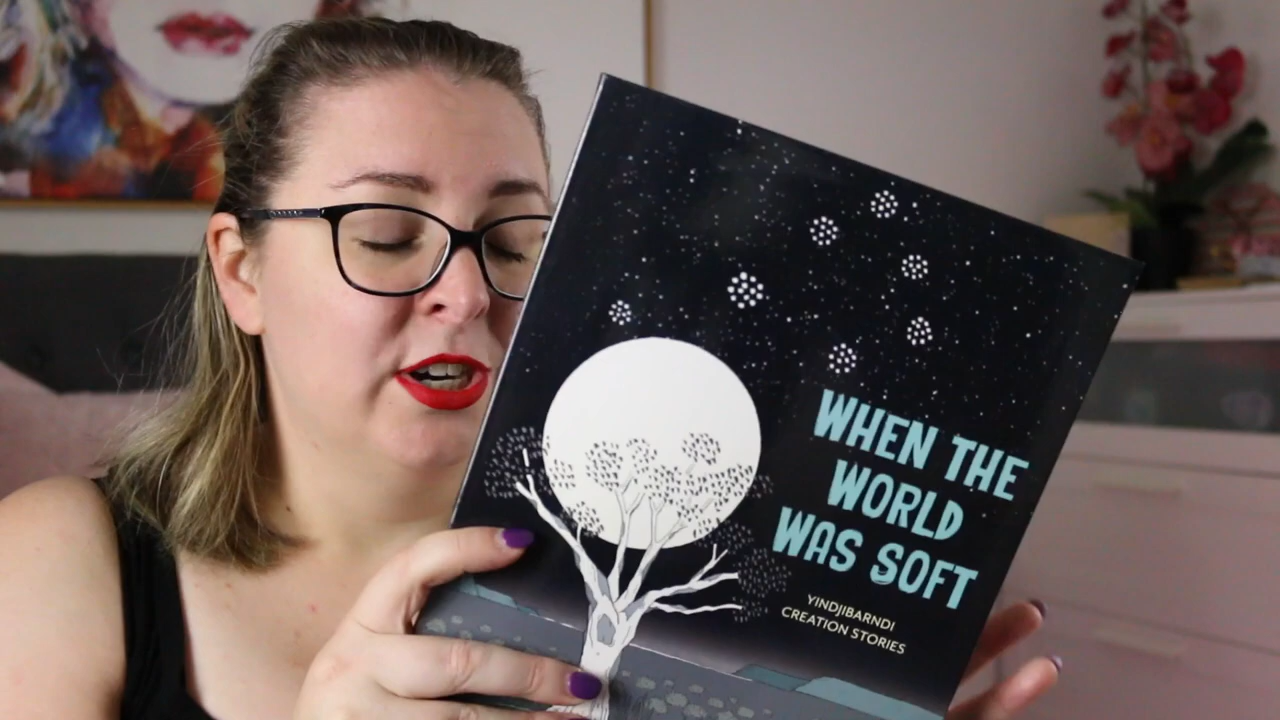 WHEN THE
WORLD
WAS SOFT
YINDJIBARNDI
CREATION STORIES